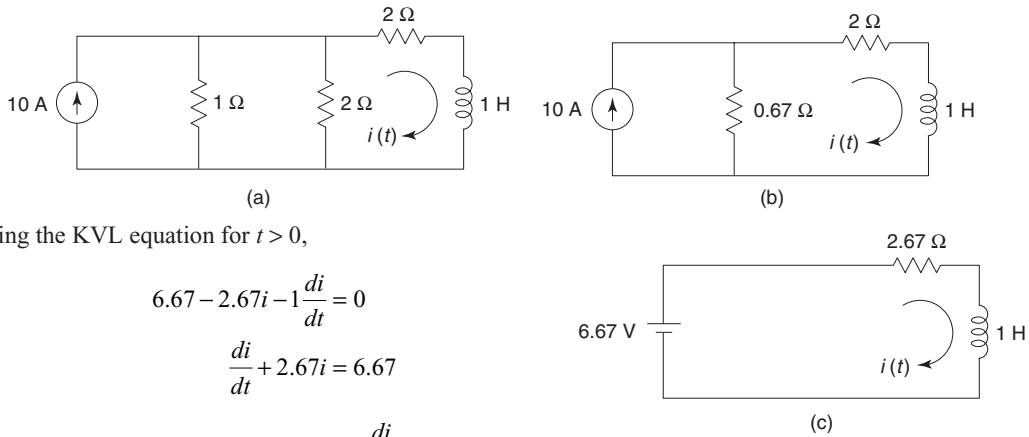 2 Ω
10 A
1 Ω
2 Ω
1 H
i (t)
(a)
2 Ω
10 A
0.67 Ω
1 H
i (t)
(b)
ing the KVL equation for t > 0,
6.67 − 2.67i − 1 di/dt = 0
di/dt + 2.67i = 6.67
di
2.67 Ω
6.67 V
1 H
i (t)
(c)